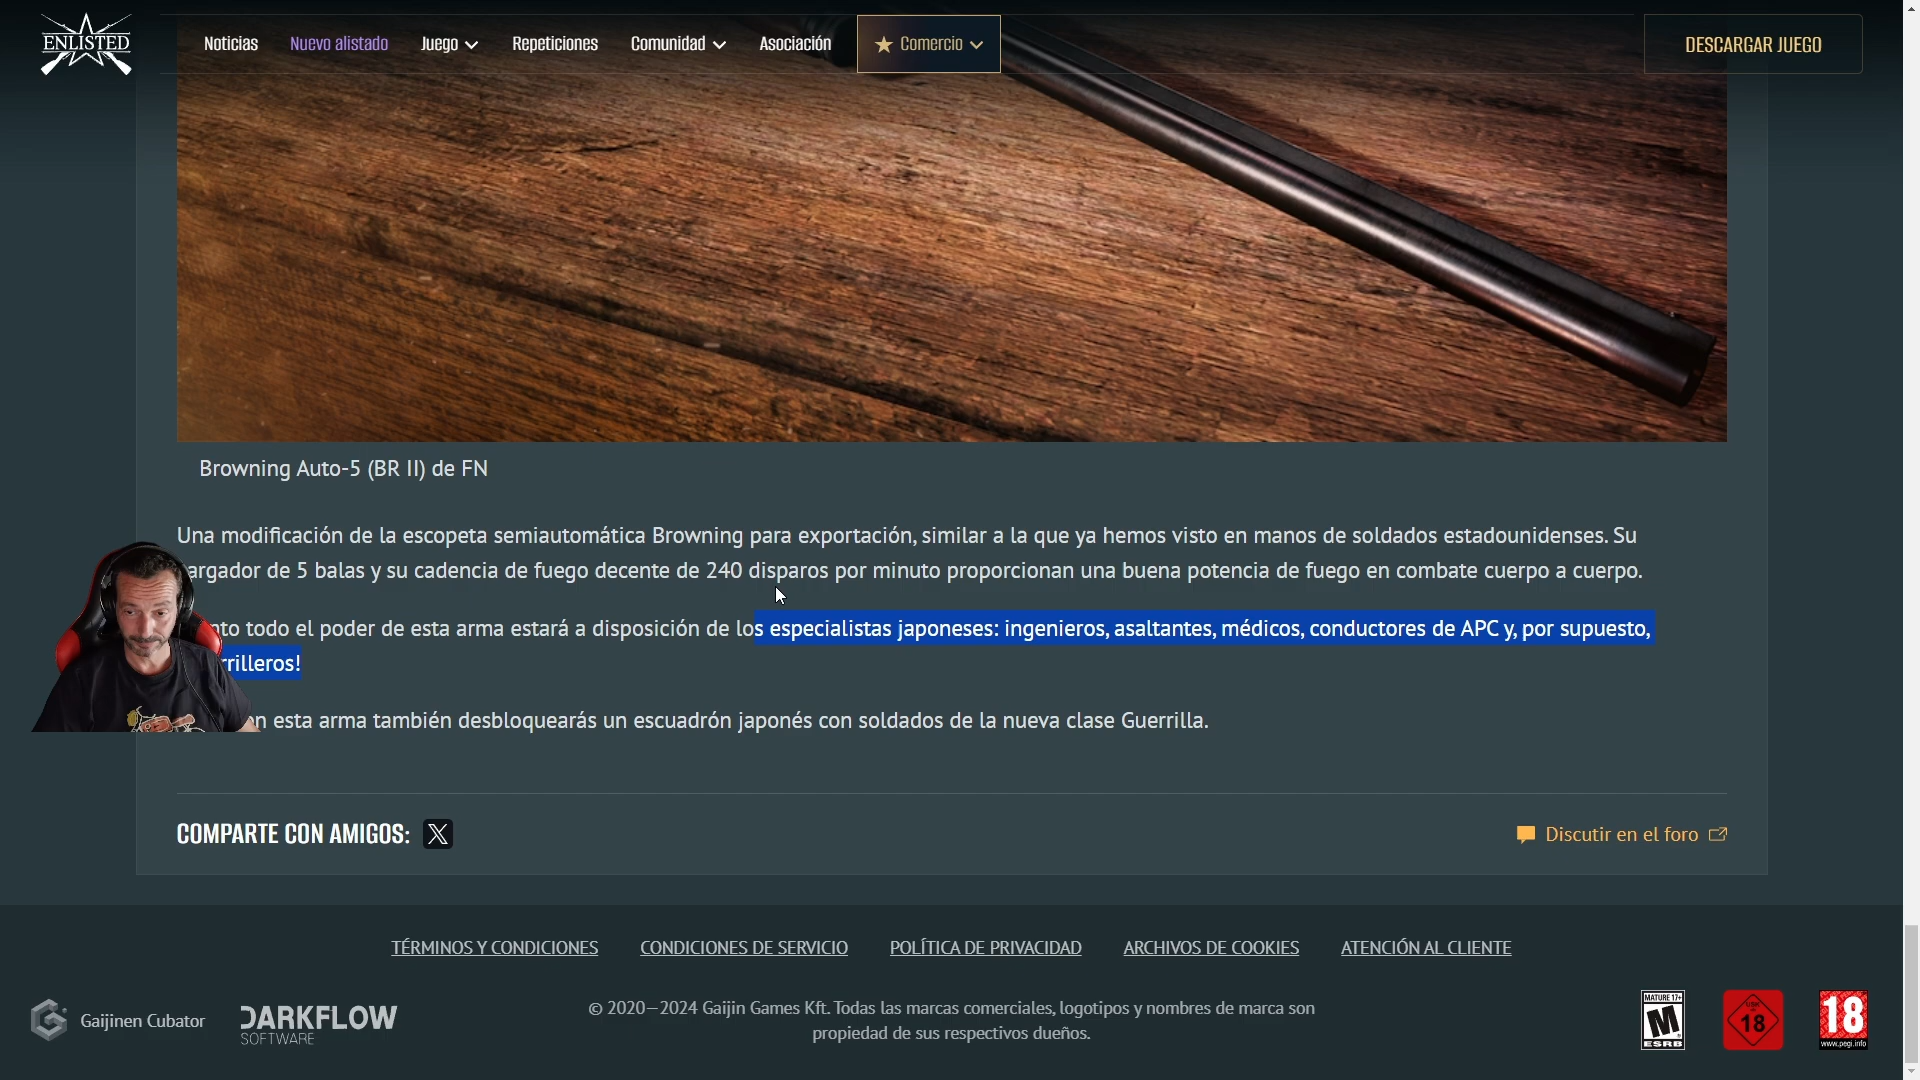 ENLISTED
Noticias
Nuevo alistado
Juego
Repeticiones
Comunidad
Asociación
Comercio
DESCARGAR JUEGO
Browning Auto-5 (BR II) de FN
Una modificación de la escopeta semiautomática Browning para exportación, similar a la que ya hemos visto en manos de soldados estadounidenses. Su
argador de 5 balas y su cadencia de fuego decente de 240 disparos por minuto proporcionan una buena potencia de fuego en combate cuerpo a cuerpo.
nto todo el poder de esta arma estará a disposición de los especialistas japoneses: ingenieros, asaltantes, médicos, conductores de APC y, por supuesto,
rrilleros!
n esta arma también desbloquearás un escuadrón japonés con soldados de la nueva clase Guerrilla.
COMPARTE CON AMIGOS:
Discutir en el foro
TÉRMINOS Y CONDICIONES
CONDICIONES DE SERVICIO
POLÍTICA DE PRIVACIDAD
ARCHIVOS DE COOKIES
ATENCIÓN AL CLIENTE
Gaijinen Cubator
DARKFLOW
SOFTWARE
© 2020—2024 Gaijin Games Kft. Todas las marcas comerciales, logotipos y nombres de marca son
propiedad de sus respectivos dueños.
MATURE 17+
M
ESRB
USK
18
18
www.pegi.info